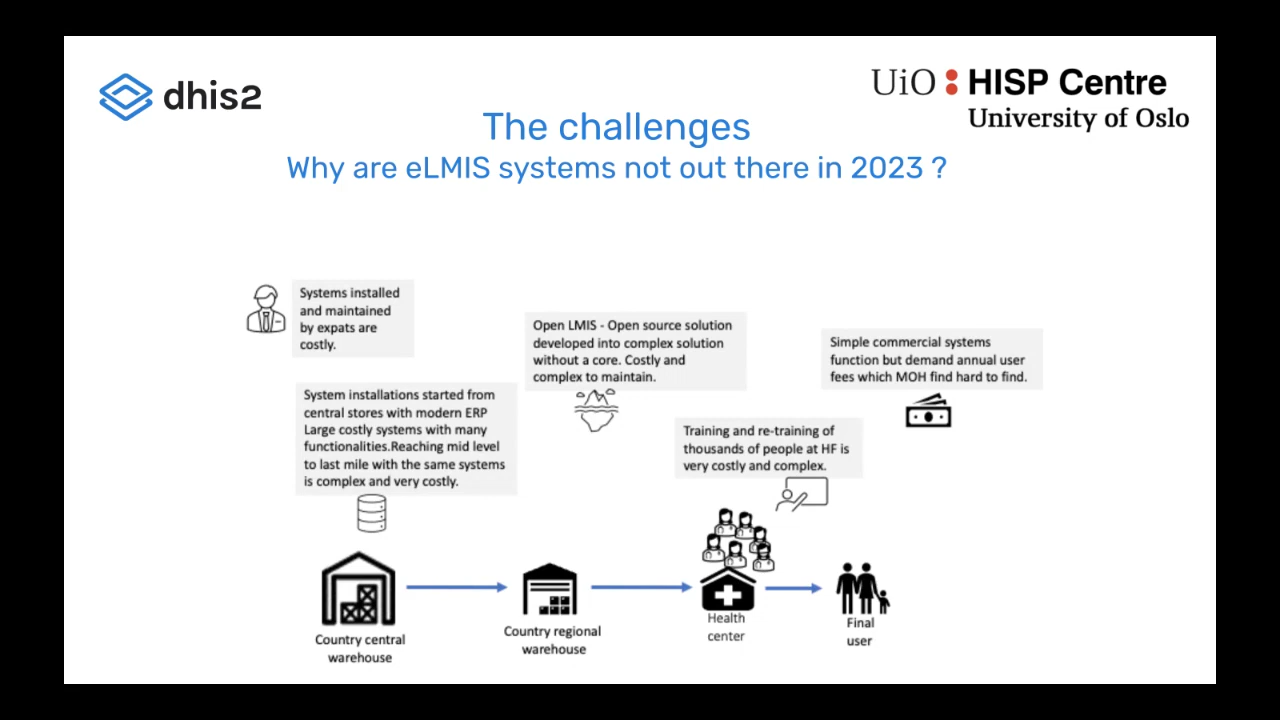 dhis2
UiO HISP Centre
University of Oslo
The challenges
Why are eLMIS systems not out there in 2023 ?
Systems installed
and maintained
by expats are
costly.
System installations started from
central stores with modern ERP
Large costly systems with many
functionalities.Reaching mid level
to last mile with the same systems
is complex and very costly.
Open LMIS - Open source solution
developed into complex solution
without a core. Costly and
complex to maintain.
Training and re-training of
thousands of people at HF is
very costly and complex.
Simple commercial systems
function but demand annual user
fees which MOH find hard to find.
Country central
warehouse
Country regional
warehouse
Health
center
Final
user